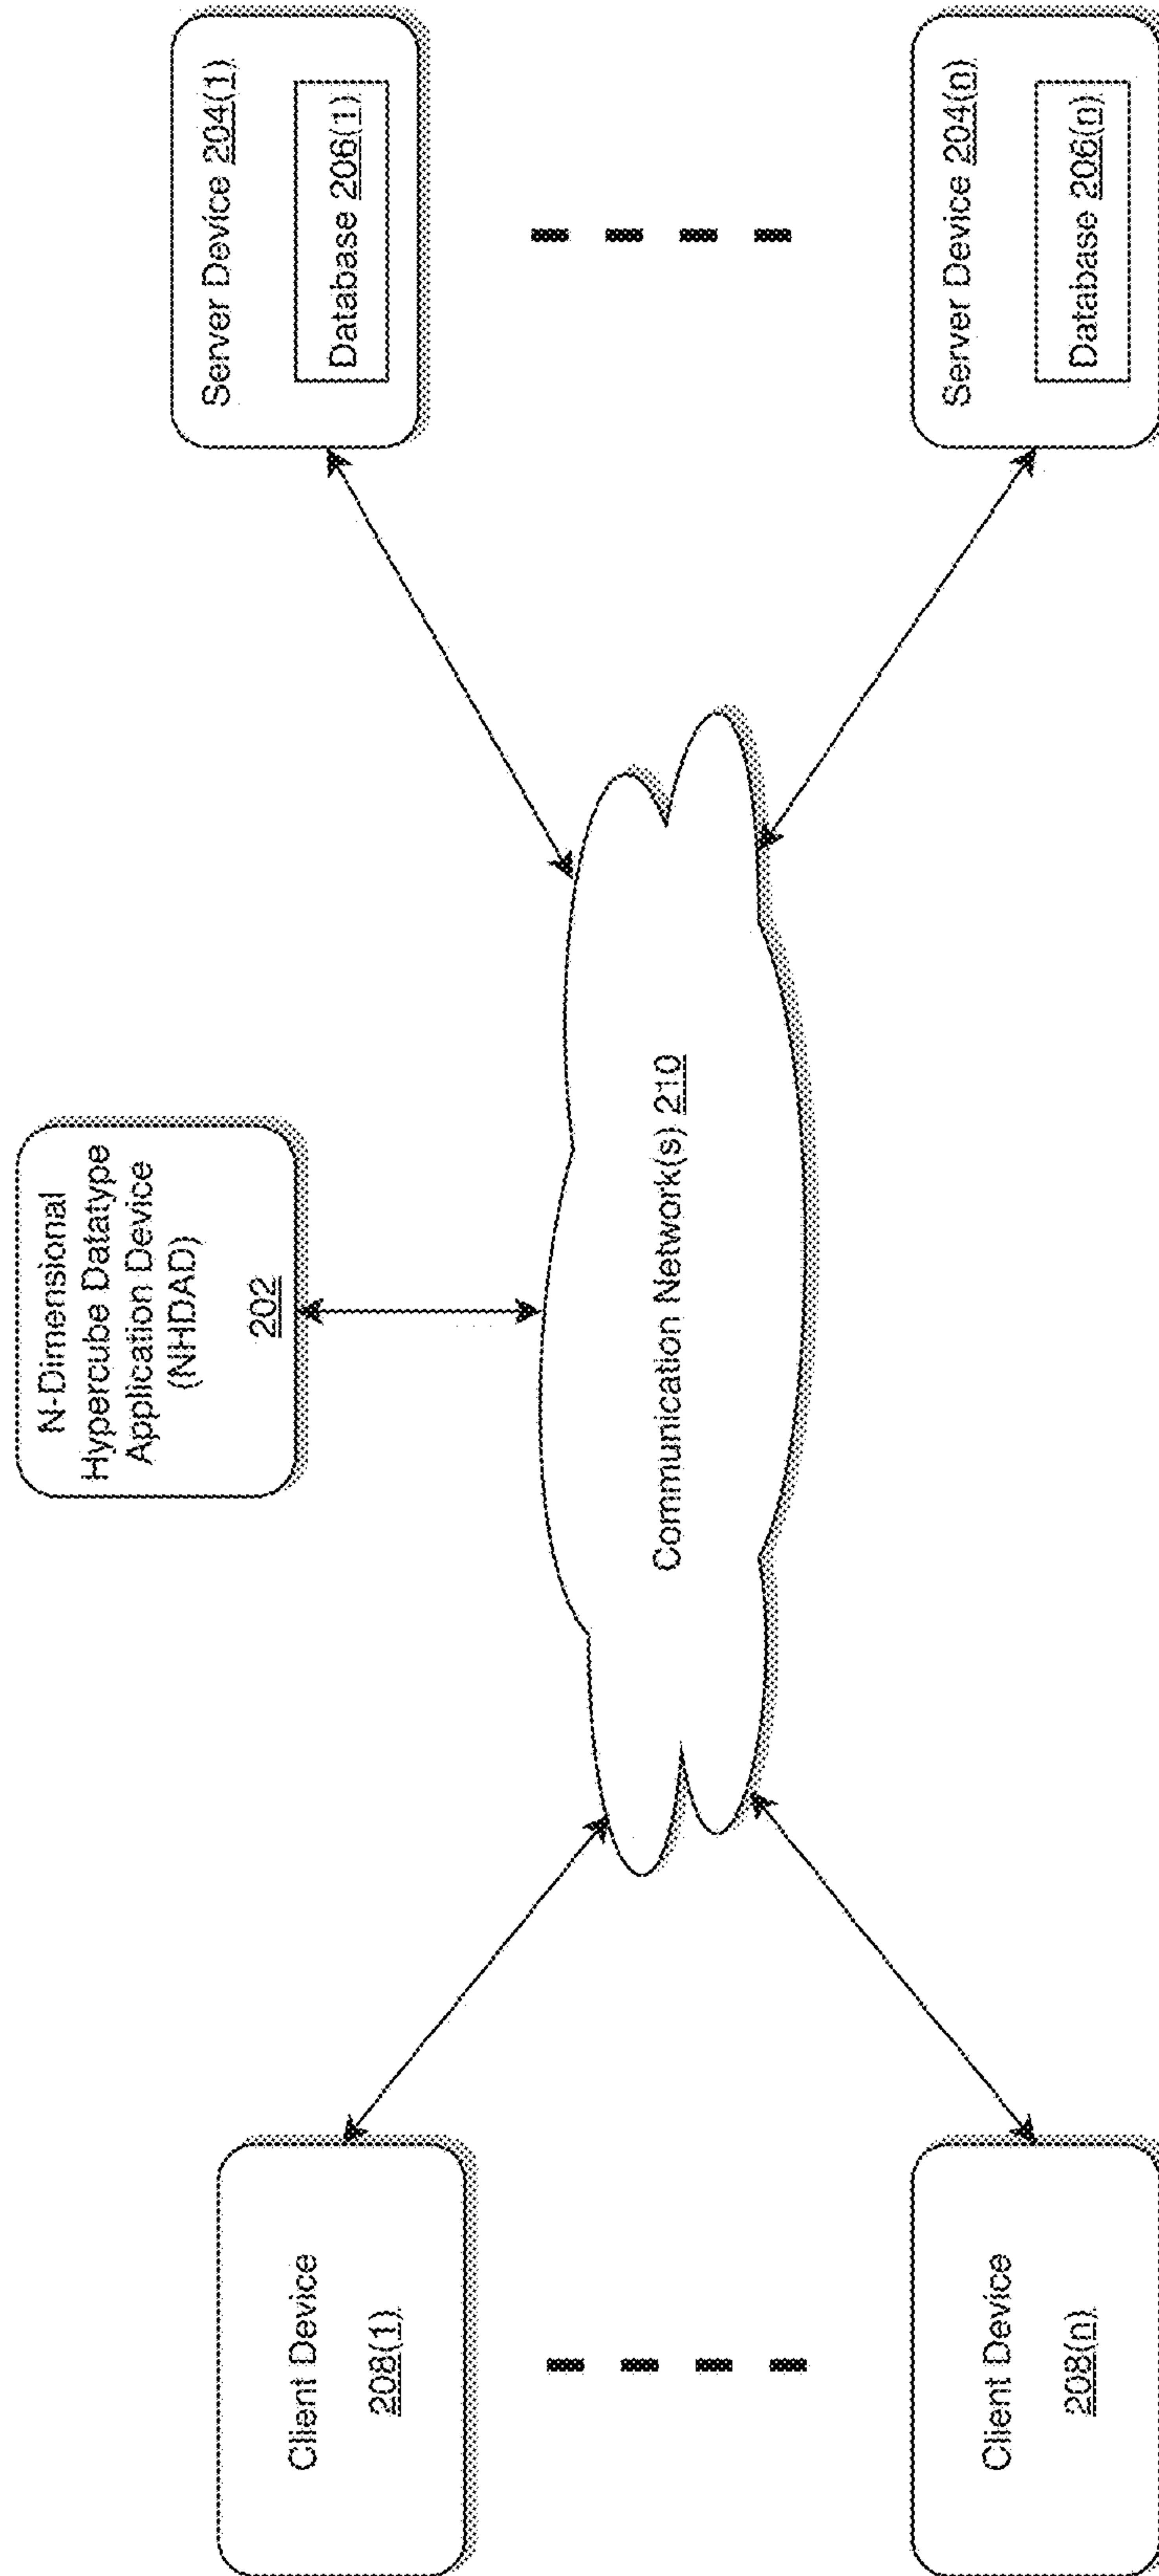 N-Dimensional
Hypercube Datatype
Application Device
(NHDAD)
202
Client Device
208(1)
Client Device
208(n)
Communication Network(s) 210
Server Device 204(1)
Database 206(1)
Server Device 204(n)
Database 206(n)